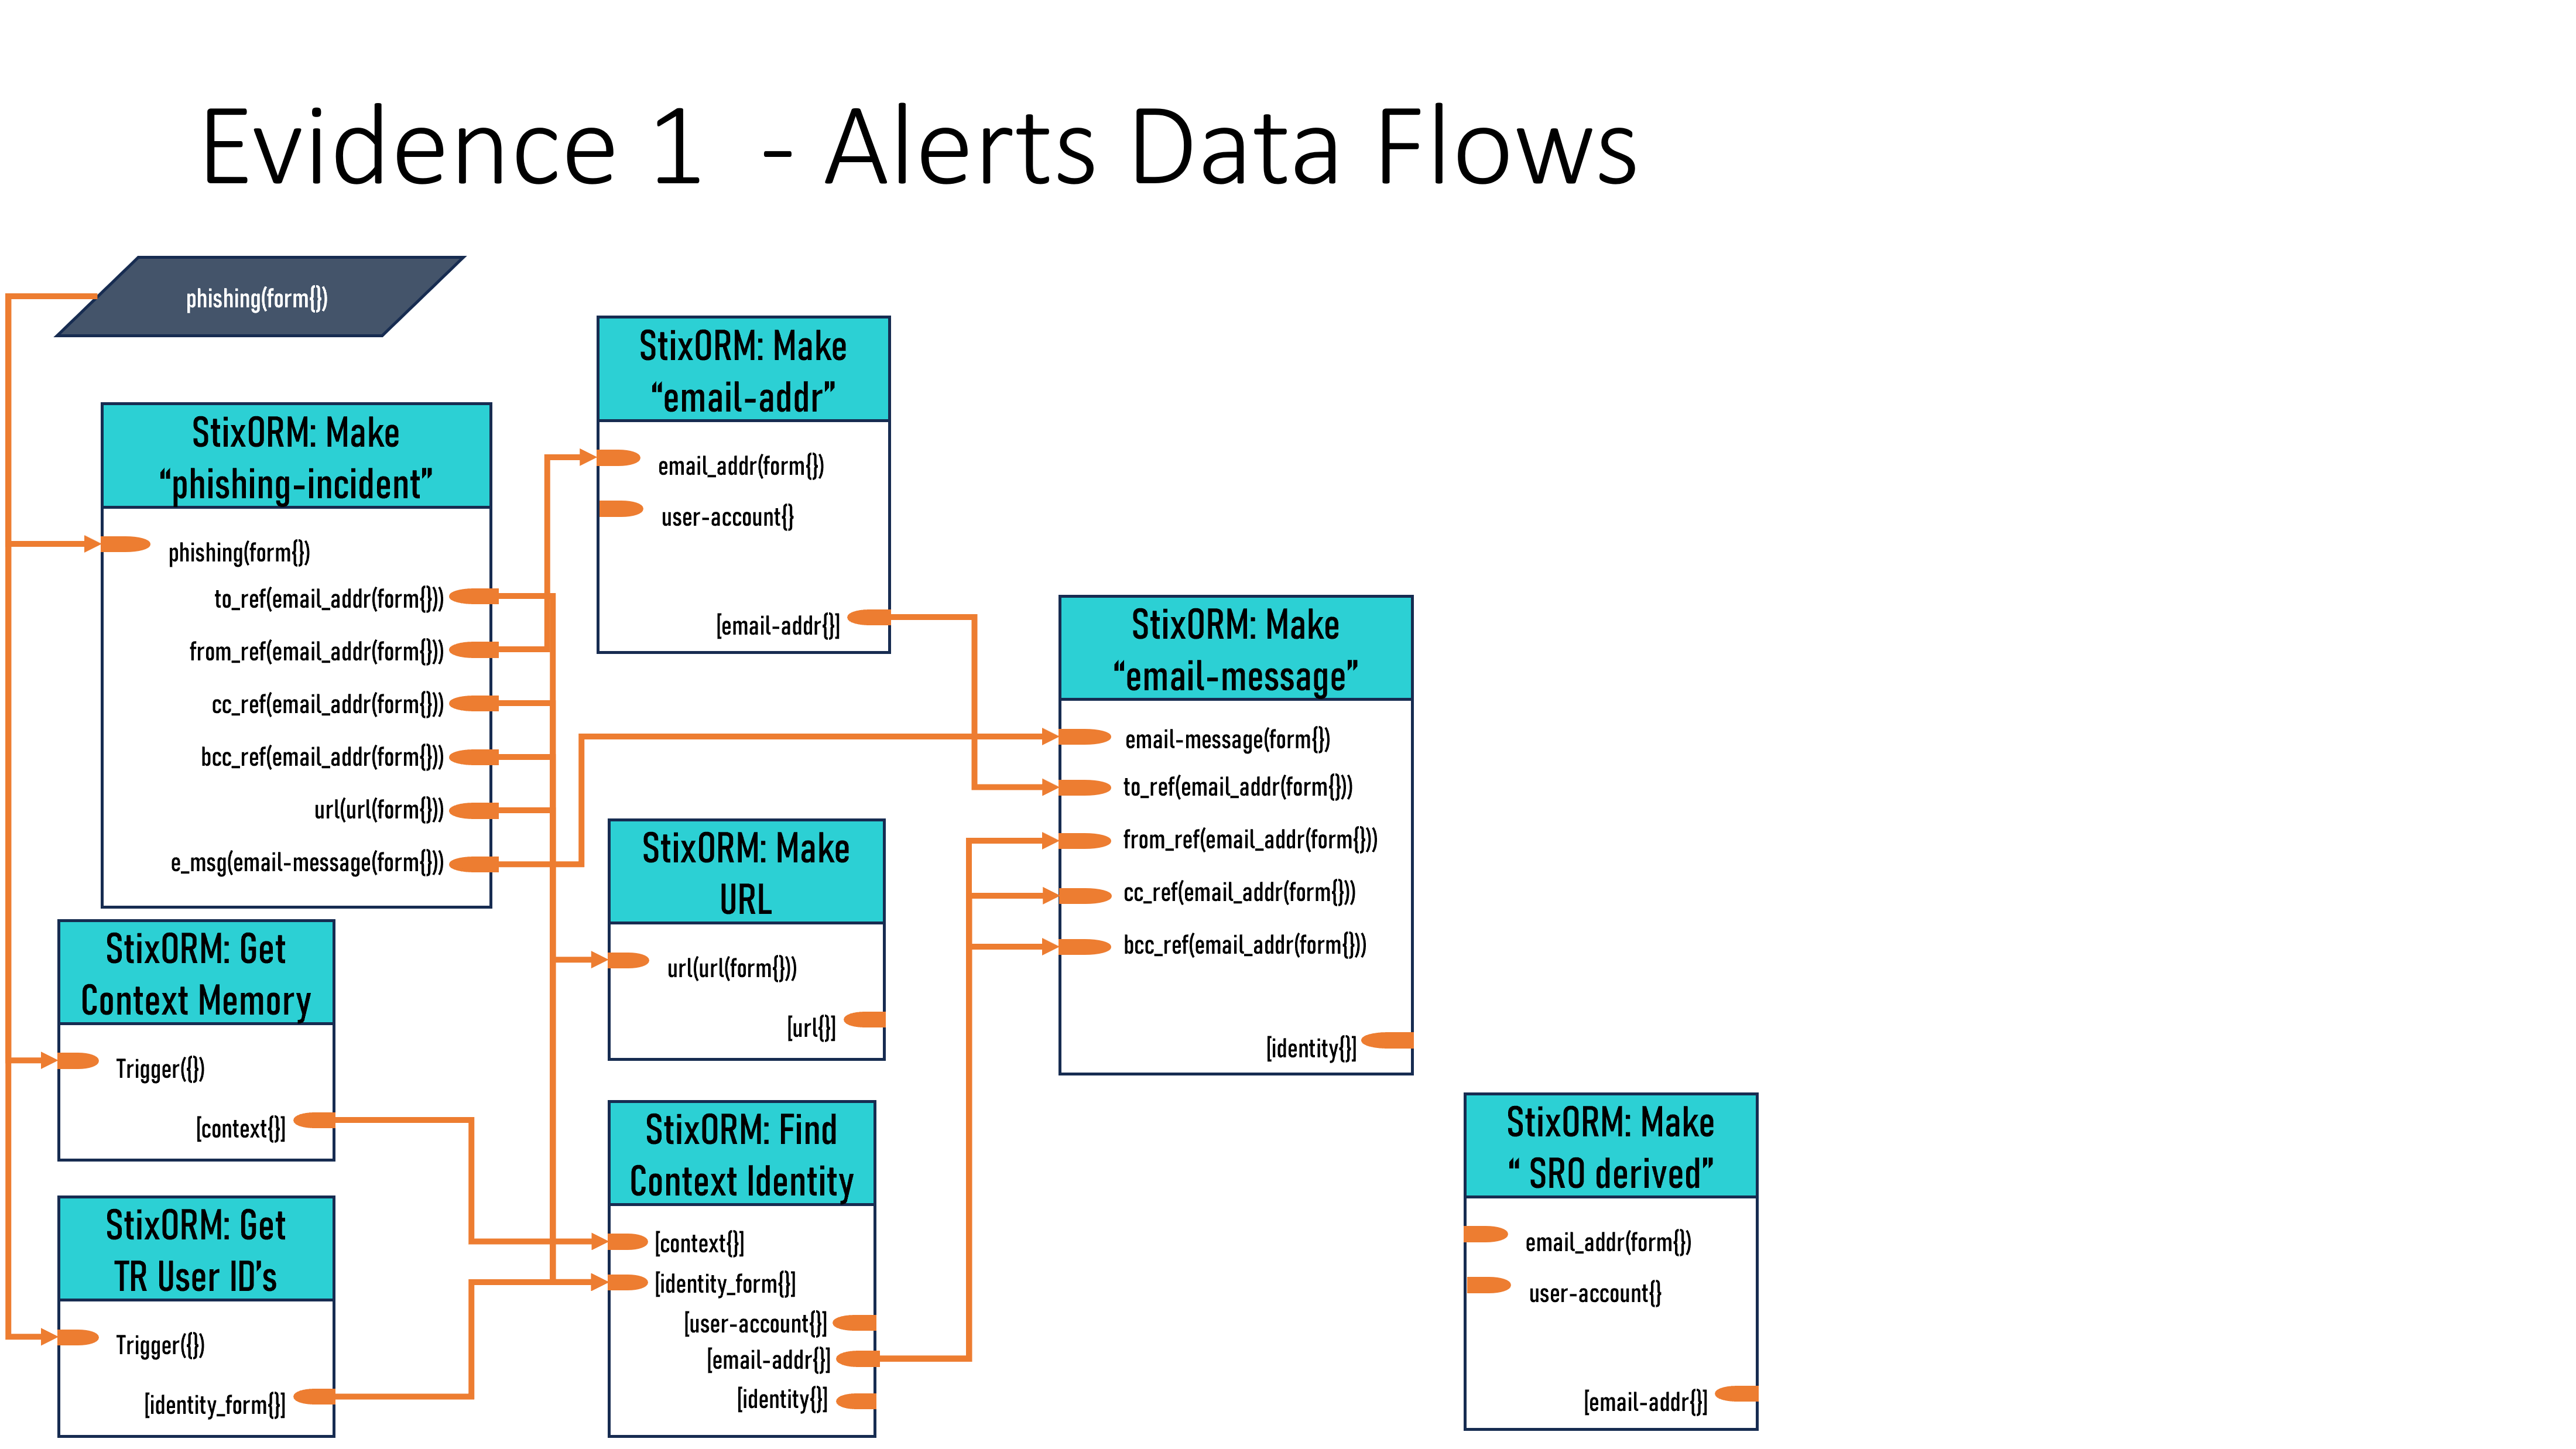 Evidence 1  - Alerts Data Flows
phishing(form{})
StixORM: Make
“phishing-incident”
phishing(form{})
to_ref(email_addr(form{}))
from_ref(email_addr(form{}))
cc_ref(email_addr(form{}))
bcc_ref(email_addr(form{}))
url(url(form{}))
e_msg(email-message(form{}))
StixORM: Get
Context Memory
Trigger({})
[context{}]
StixORM: Get
TR User ID’s
Trigger({})
[identity_form{}]
StixORM: Make
“email-addr”
email_addr(form{})
user-account{}
[email-addr{}]
StixORM: Make
URL
url(url(form{}))
[url{}]
StixORM: Find
Context Identity
[context{}]
[identity_form{}]
[user-account{}]
[email-addr{}]
[identity{}]
StixORM: Make
“email-message”
email-message(form{})
to_ref(email_addr(form{}))
from_ref(email_addr(form{}))
cc_ref(email_addr(form{}))
bcc_ref(email_addr(form{}))
[identity{}]
StixORM: Make
“ SRO derived”
email_addr(form{})
user-account{}
[email-addr{}]